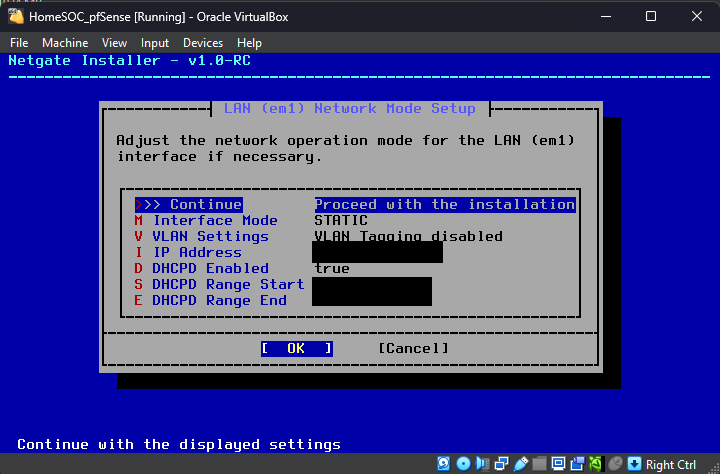 HomeSOC_pfSense [Running] - Oracle VirtualBox
File Machine View Input Devices Help
Netgate Installer - v1.0-RC
LAN (em1) Network Mode Setup
Adjust the network operation mode for the LAN (em1)
interface if necessary.
>>> Continue Proceed with the installation
M Interface Mode STATIC
V VLAN Settings VLAN Tagging disabled
I IP Address
D DHCPD Enabled true
S DHCPD Range Start
E DHCPD Range End
[ OK ] [Cancel]
Continue with the displayed settings
Right Ctrl